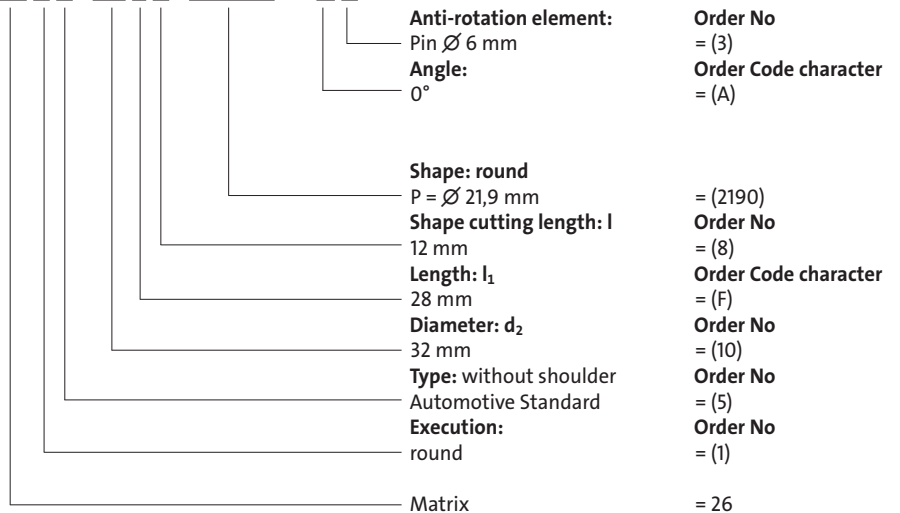 Anti-rotation element: Order No
Pin Ø 6 mm = (3)
Angle: Order Code character
0° = (A)
Shape: round
P = Ø 21,9 mm = (2190)
Shape cutting length: l Order No
12 mm = (8)
Length: l₁ Order Code character
28 mm = (F)
Diameter: d₂ Order No
32 mm = (10)
Type: without shoulder Order No
Automotive Standard = (5)
Execution: Order No
round = (1)
Matrix = 26